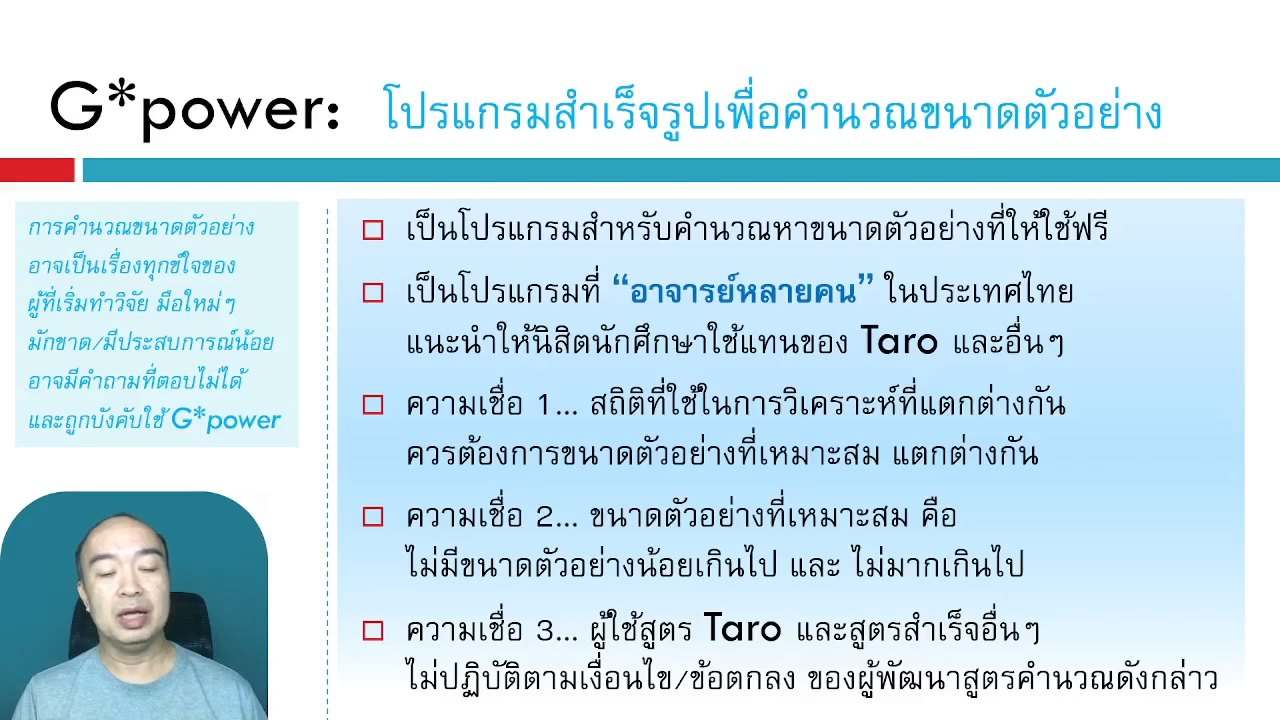 G*power: โปรแกรมสำเร็จรูปเพื่อคำนวณขนาดตัวอย่าง
การคำนวณขนาดตัวอย่าง
อาจเป็นเรื่องทุกข์ใจของ
ผู้ที่เริ่มทำวิจัย มือใหม่ๆ
มักขาด/มีประสบการณ์น้อย
อาจมีคำถามที่ตอบไม่ได้
และถูกบังคับใช้ G*power
เป็นโปรแกรมสำหรับคำนวณหาขนาดตัวอย่างที่ให้ใช้ฟรี
เป็นโปรแกรมที่ “อาจารย์หลายคน” ในประเทศไทย
แนะนำให้นิสิตนักศึกษาใช้แทนของ Taro และอื่นๆ
ความเชื่อ 1... สถิติที่ใช้ในการวิเคราะห์ที่แตกต่างกัน
ควรต้องการขนาดตัวอย่างที่เหมาะสม แตกต่างกัน
ความเชื่อ 2... ขนาดตัวอย่างที่เหมาะสม คือ
ไม่มีขนาดตัวอย่างน้อยเกินไป และ ไม่มากเกินไป
ความเชื่อ 3... ผู้ใช้สูตร Taro และสูตรสำเร็จอื่นๆ
ไม่ปฏิบัติตามเงื่อนไข/ข้อตกลง ของผู้พัฒนาสูตรคำนวณดังกล่าว